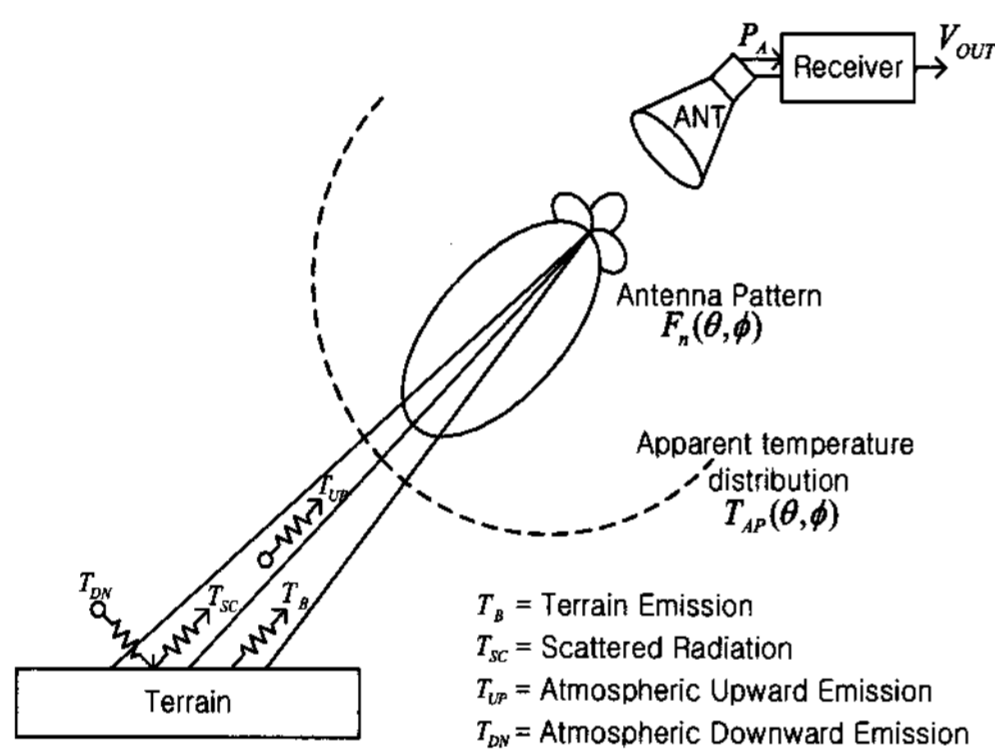 P_A
Receiver
V_OUT
ANT
Antenna Pattern
F_n(θ,ϕ)
Apparent temperature
distribution
T_AP(θ,ϕ)
T_UP
T_DN
T_SC
T_B
T_B = Terrain Emission
T_SC = Scattered Radiation
T_UP = Atmospheric Upward Emission
T_DN = Atmospheric Downward Emission
Terrain